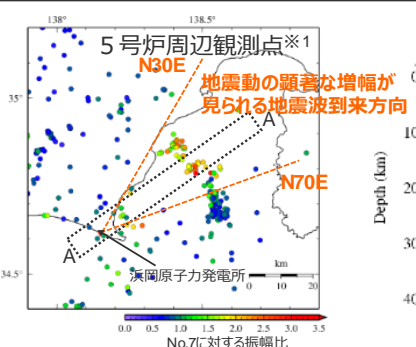 138°
138.5°
5号炉周辺観測点※1
N30E
地震動の顕著な増幅が
見られる地震波到来方向
35°
A
N70E
A
浜岡原子力発電所
34.5°
km
0 10 20
0.0 0.5 1.0 1.5 2.0 2.5 3.0 3.5
No.7に対する振幅比
Depth (km)
10
20
30
40